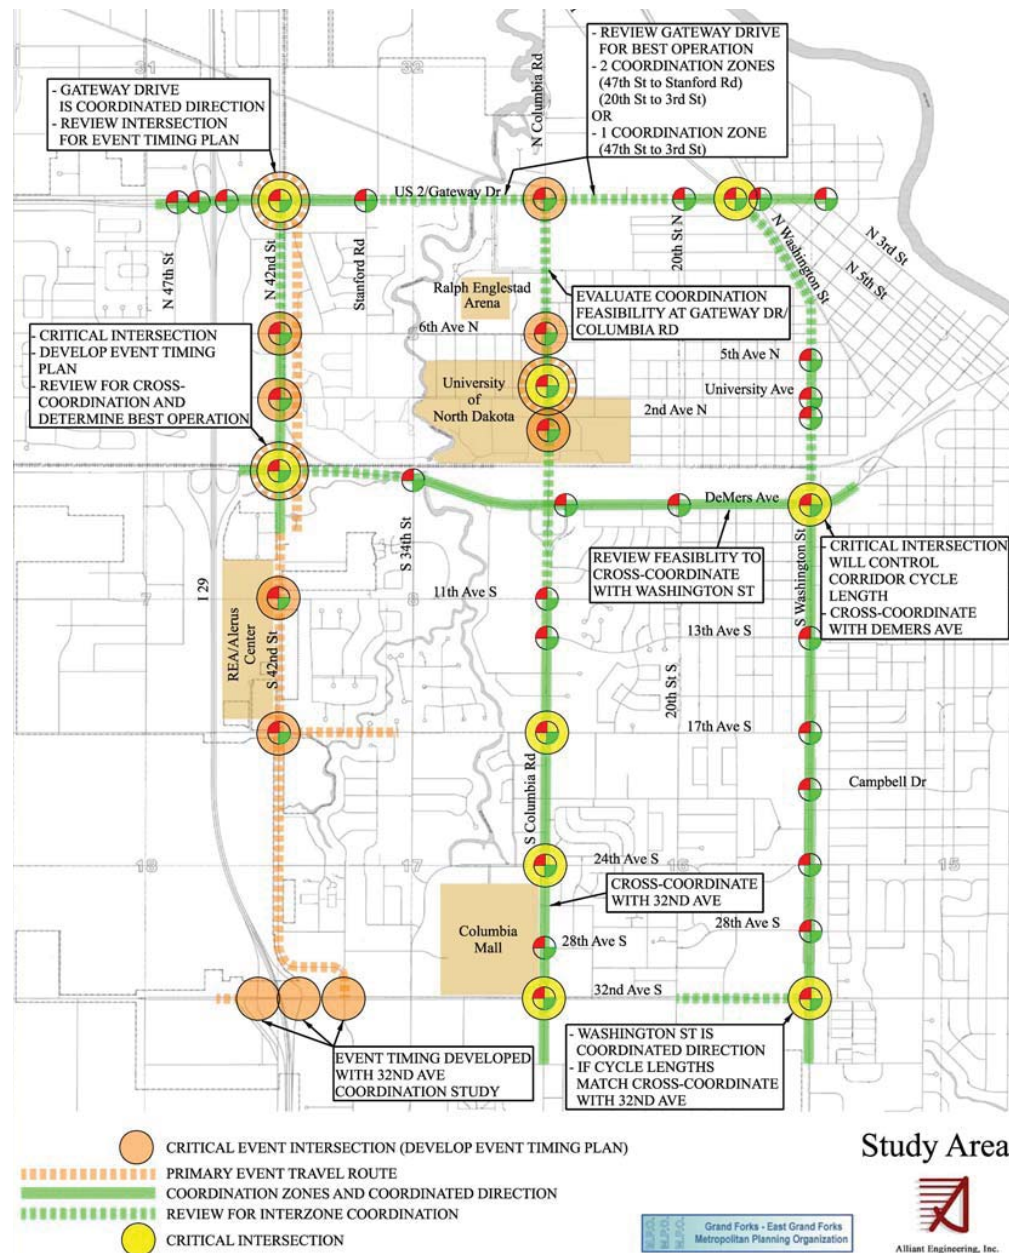 - REVIEW GATEWAY DRIVE
FOR BEST OPERATION
- 2 COORDINATION ZONES
(47th St to Stanford Rd)
(20th St to 3rd St)
OR
- 1 COORDINATION ZONE
(47th St to 3rd St)
31
32
N Columbia Rd
- GATEWAY DRIVE
IS COORDINATED DIRECTION
- REVIEW INTERSECTION
FOR EVENT TIMING PLAN
US 2/Gateway Dr
N 47th St
N 42nd St
Stanford Rd
20th St N
N Washington St
N 3rd St
N 5th St
Ralph Englestad
Arena
6th Ave N
EVALUATE COORDINATION
FEASIBILITY AT GATEWAY DR/
COLUMBIA RD
- CRITICAL INTERSECTION
- DEVELOP EVENT TIMING
PLAN
- REVIEW FOR CROSS-
COORDINATION AND
DETERMINE BEST OPERATION
5th Ave N
University Ave
University
of
North Dakota
2nd Ave N
DeMers Ave
S 34th St
REVIEW FEASIBLITY TO
CROSS-COORDINATE
WITH WASHINGTON ST
S Washington St
- CRITICAL INTERSECTION
WILL CONTROL
CORRIDOR CYCLE
LENGTH
- CROSS-COORDINATE
WITH DEMERS AVE
I 29
7
11th Ave S
13th Ave S
REA/Alerus
Center
S 42nd St
20th St S
17th Ave S
Campbell Dr
S Columbia Rd
18
17
24th Ave S
16
15
CROSS-COORDINATE
WITH 32ND AVE
Columbia
Mall
28th Ave S
28th Ave S
32nd Ave S
EVENT TIMING DEVELOPED
WITH 32ND AVE
COORDINATION STUDY
- WASHINGTON ST IS
COORDINATED DIRECTION
- IF CYCLE LENGTHS
MATCH CROSS-COORDINATE
WITH 32ND AVE
CRITICAL EVENT INTERSECTION (DEVELOP EVENT TIMING PLAN)
PRIMARY EVENT TRAVEL ROUTE
COORDINATION ZONES AND COORDINATED DIRECTION
REVIEW FOR INTERZONE COORDINATION
CRITICAL INTERSECTION
Study Area
M.P.O.
M.P.O.
M.P.O.
Grand Forks - East Grand Forks
Metropolitan Planning Organization
Alliant Engineering, Inc.